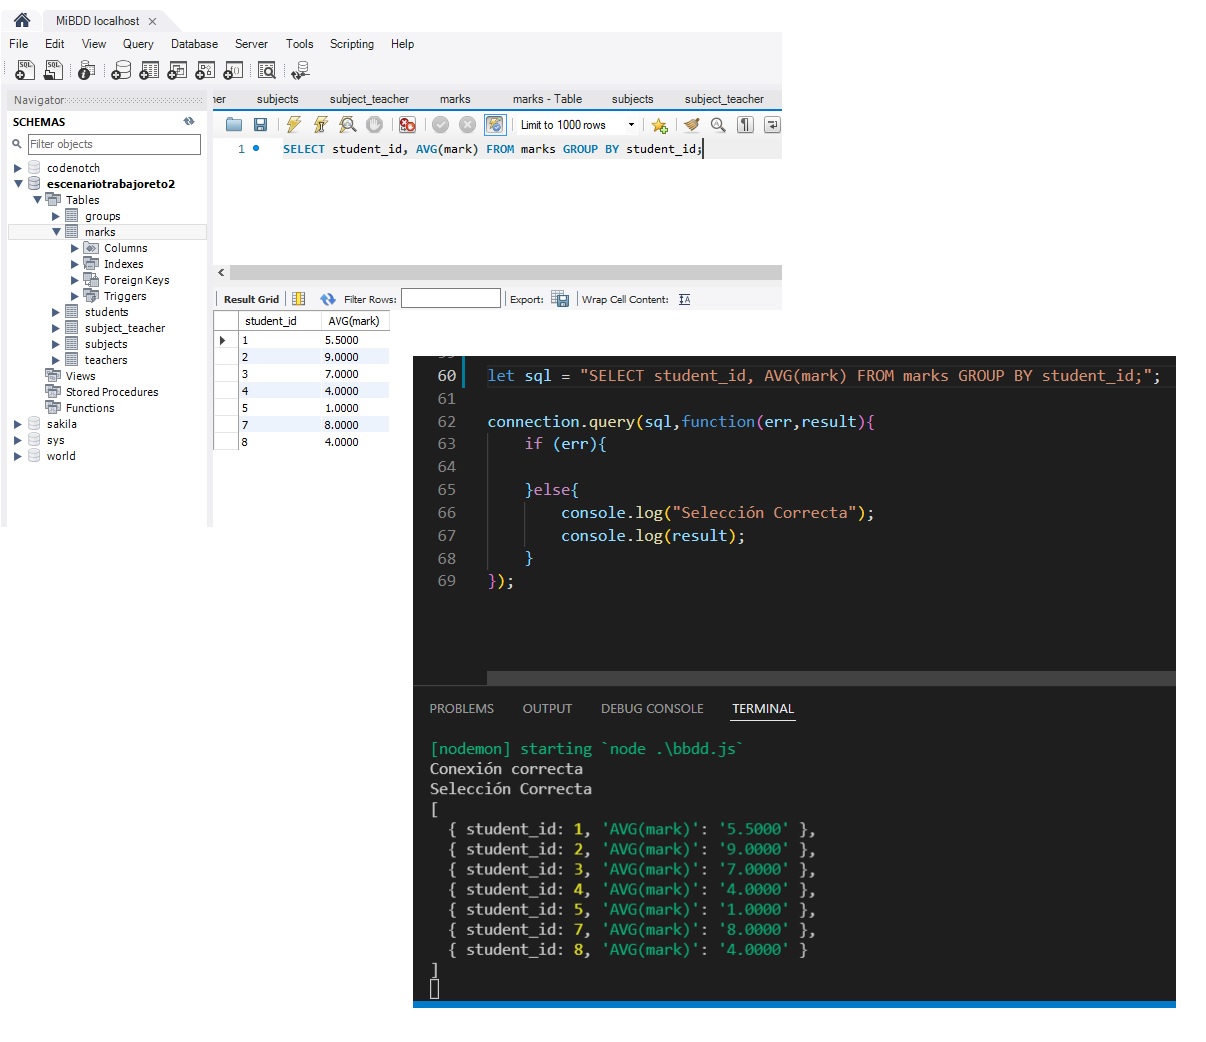 MiBDD localhost ×
File Edit View Query Database Server Tools Scripting Help
Navigator
SCHEMAS
Filter objects
codenotch
escenariotrabajoreto2
Tables
groups
marks
Columns
Indexes
Foreign Keys
Triggers
students
subject_teacher
subjects
teachers
Views
Stored Procedures
Functions
sakila
sys
world
her subjects subject_teacher marks marks - Table subjects subject_teacher
Limit to 1000 rows
1 SELECT student_id, AVG(mark) FROM marks GROUP BY student_id;
Result Grid Filter Rows: Export: Wrap Cell Content:
student_id AVG(mark)
1 5.5000
2 9.0000
3 7.0000
4 4.0000
5 1.0000
7 8.0000
8 4.0000
60 let sql = "SELECT student_id, AVG(mark) FROM marks GROUP BY student_id;";
61
62 connection.query(sql,function(err,result){
63 if (err){
64
65 }else{
66 console.log("Selección Correcta");
67 console.log(result);
68 }
69 });
PROBLEMS OUTPUT DEBUG CONSOLE TERMINAL
[nodemon] starting `node .\bbdd.js`
Conexión correcta
Selección Correcta
[
{ student_id: 1, 'AVG(mark)': '5.5000' },
{ student_id: 2, 'AVG(mark)': '9.0000' },
{ student_id: 3, 'AVG(mark)': '7.0000' },
{ student_id: 4, 'AVG(mark)': '4.0000' },
{ student_id: 5, 'AVG(mark)': '1.0000' },
{ student_id: 7, 'AVG(mark)': '8.0000' },
{ student_id: 8, 'AVG(mark)': '4.0000' }
]